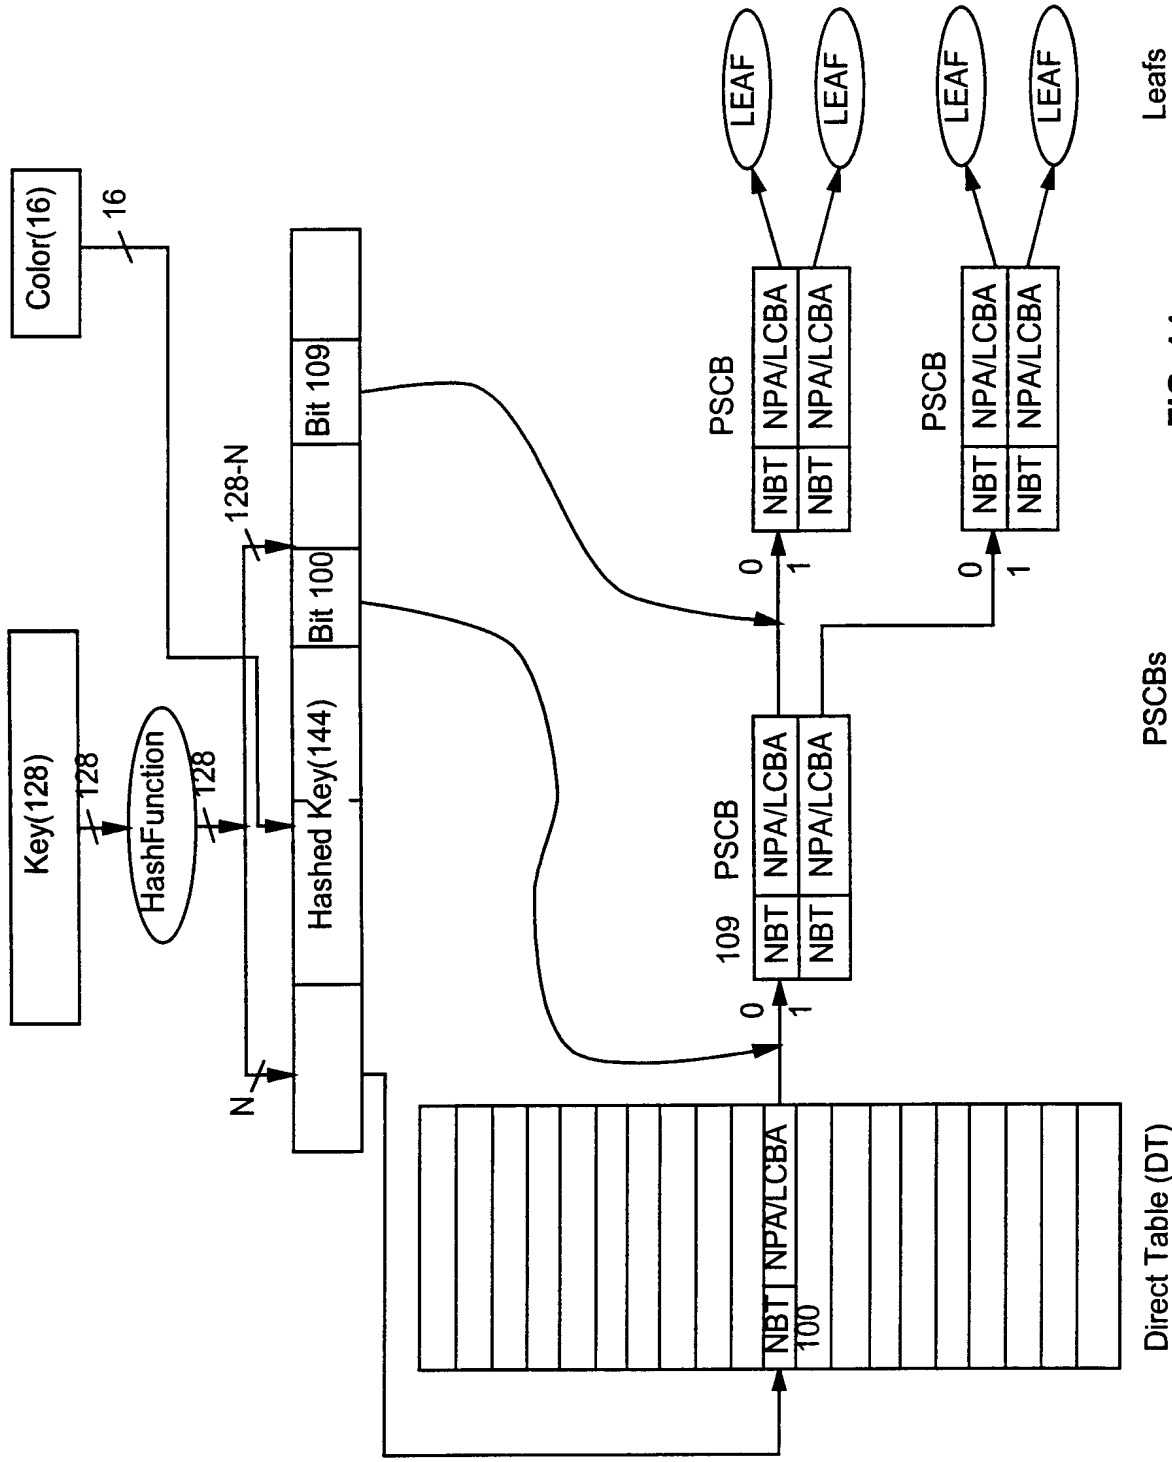 Key(128)
Color(16)
128
16
HashFunction
128
N
128-N
Hashed Key(144)
Bit 100
Bit 109
NBT NPA/LCBA
100
0
1
109 PSCB
NBT NPA/LCBA
NBT NPA/LCBA
0
1
PSCB
NBT NPA/LCBA
NBT NPA/LCBA
LEAF
LEAF
0
1
PSCB
NBT NPA/LCBA
NBT NPA/LCBA
LEAF
LEAF
Direct Table (DT)
PSCBs
Leafs